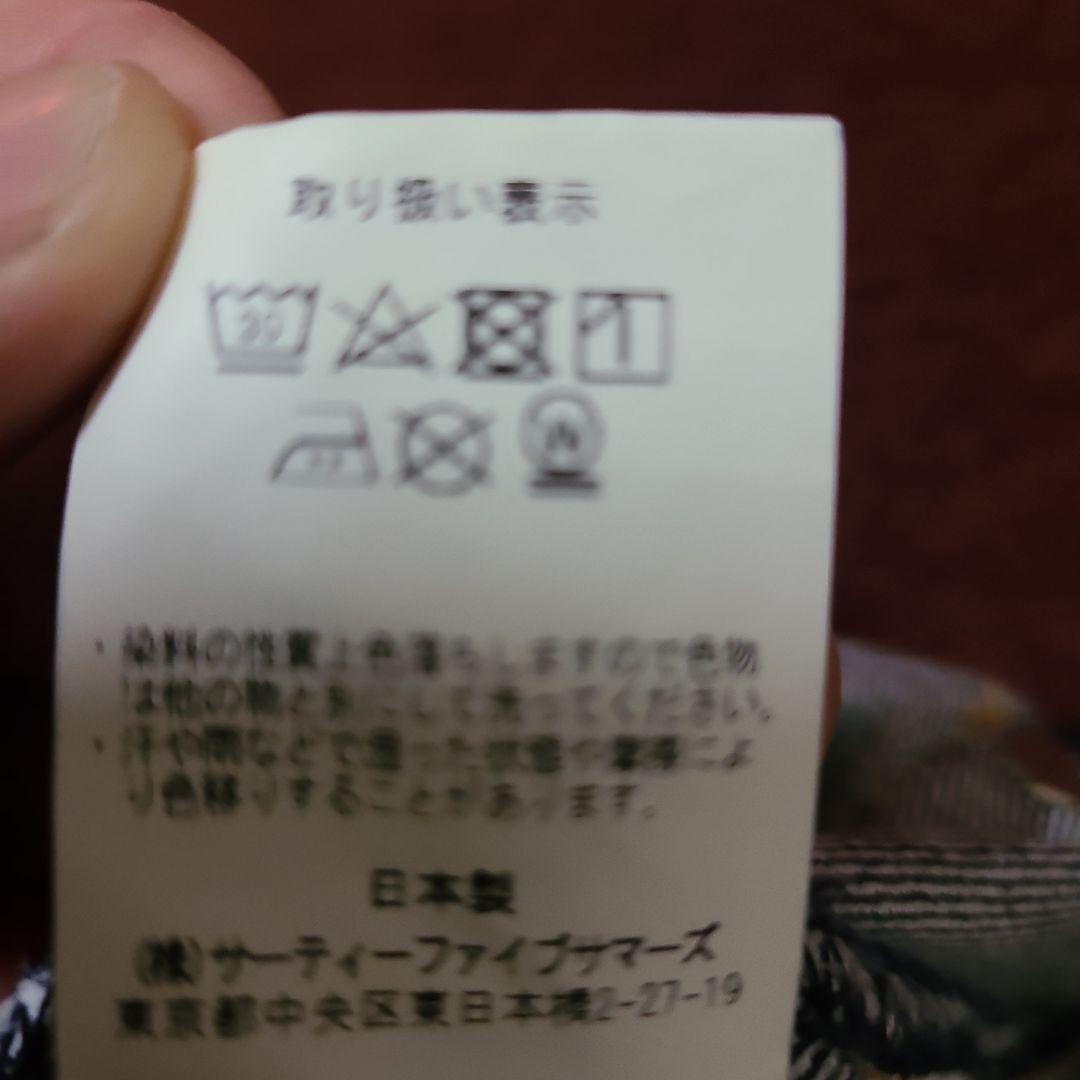 取り扱い表示
30
W
・染料の性質上色落ちしますので色物
は他の物と別にして洗ってください。
・汗や雨などで湿った状態や摩擦によ
り色移りすることがあります。
日本製
(株)サーティーファイブサマーズ
東京都中央区東日本橋2-27-19